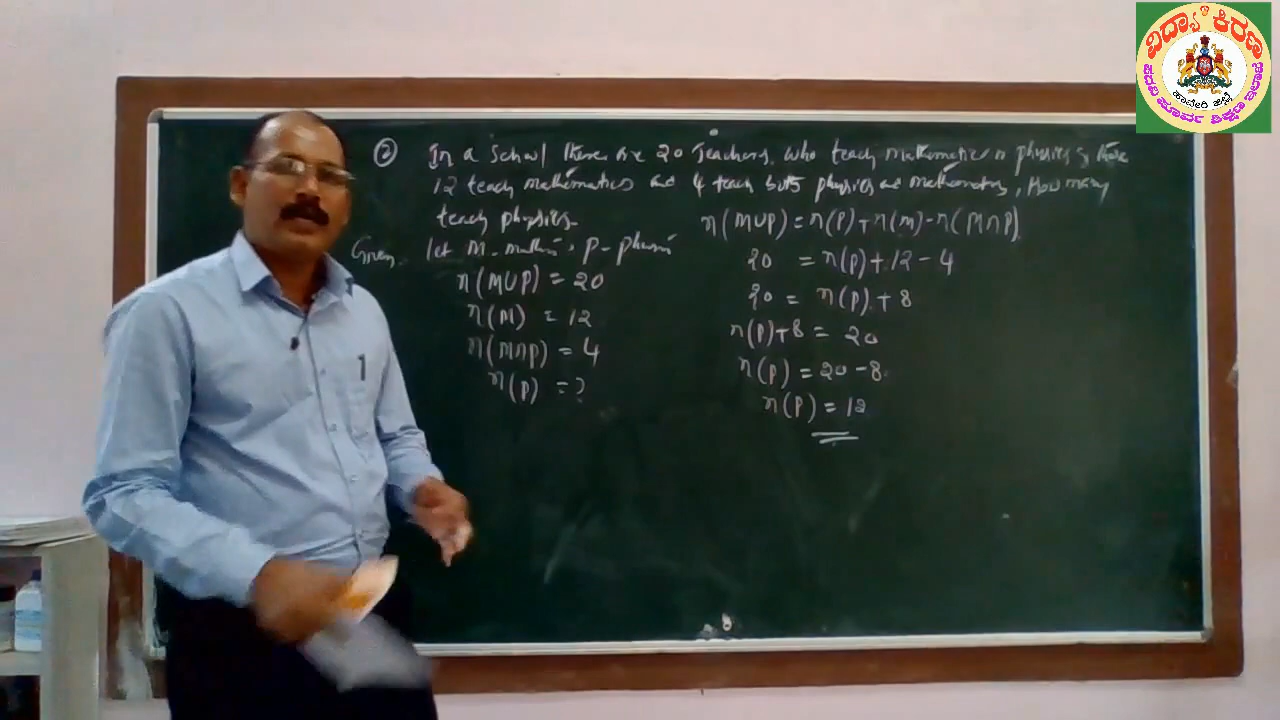 ② In a School there are 20 Teachers, who teach mathematics or physics of these
12 teach mathematics and 4 teach both physics and mathematics, How many
teach physics.
Given. let M - maths, P - physics
n(M∪P) = 20
n(M) = 12
n(M∩P) = 4
n(P) = ?
n(M∪P) = n(P) + n(M) - n(M∩P)
20 = n(P) + 12 - 4
20 = n(P) + 8
n(P) + 8 = 20
n(P) = 20 - 8
n(P) = 12
ವಿದ್ಯಾ ಕಿರಣ